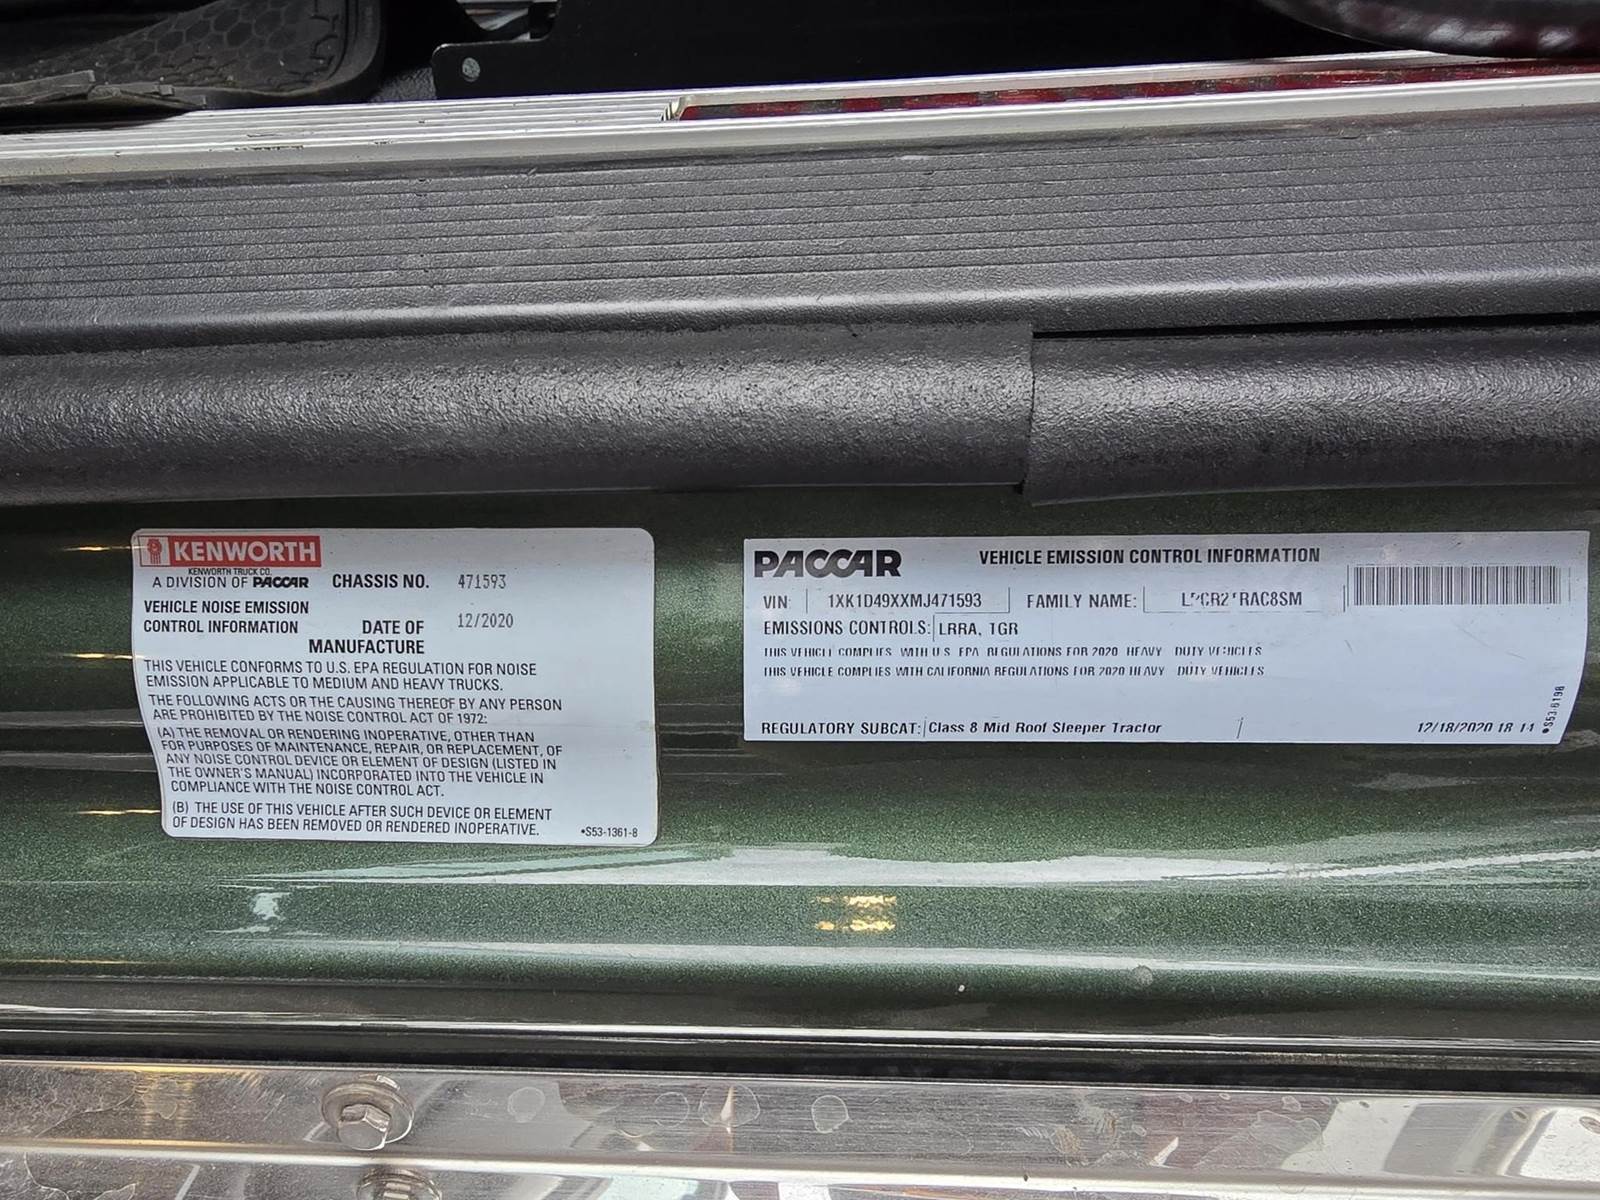 KENWORTH
KENWORTH TRUCK CO.
A DIVISION OF PACCAR CHASSIS NO. 471593
VEHICLE NOISE EMISSION
CONTROL INFORMATION
DATE OF
MANUFACTURE
12/2020
THIS VEHICLE CONFORMS TO U.S. EPA REGULATION FOR NOISE
EMISSION APPLICABLE TO MEDIUM AND HEAVY TRUCKS.
THE FOLLOWING ACTS OR THE CAUSING THEREOF BY ANY PERSON
ARE PROHIBITED BY THE NOISE CONTROL ACT OF 1972:
(A) THE REMOVAL OR RENDERING INOPERATIVE, OTHER THAN
FOR PURPOSES OF MAINTENANCE, REPAIR, OR REPLACEMENT, OF
ANY NOISE CONTROL DEVICE OR ELEMENT OF DESIGN (LISTED IN
THE OWNER'S MANUAL) INCORPORATED INTO THE VEHICLE IN
COMPLIANCE WITH THE NOISE CONTROL ACT.
(B) THE USE OF THIS VEHICLE AFTER SUCH DEVICE OR ELEMENT
OF DESIGN HAS BEEN REMOVED OR RENDERED INOPERATIVE.
•S53-1361-8
PACCAR VEHICLE EMISSION CONTROL INFORMATION
VIN: 1XK1D49XXMJ471593 FAMILY NAME:
EMISSIONS CONTROLS: LRRA, TGR
THIS VEHICLE COMPLIES WITH U.S. EPA REGULATIONS FOR 2020 HEAVY DUTY VEHICLES
THIS VEHICLE COMPLIES WITH CALIFORNIA REGULATIONS FOR 2020 HEAVY DUTY VEHICLES
REGULATORY SUBCAT: Class 8 Mid Roof Sleeper Tractor
12/18/2020 18 14
•S53-6198